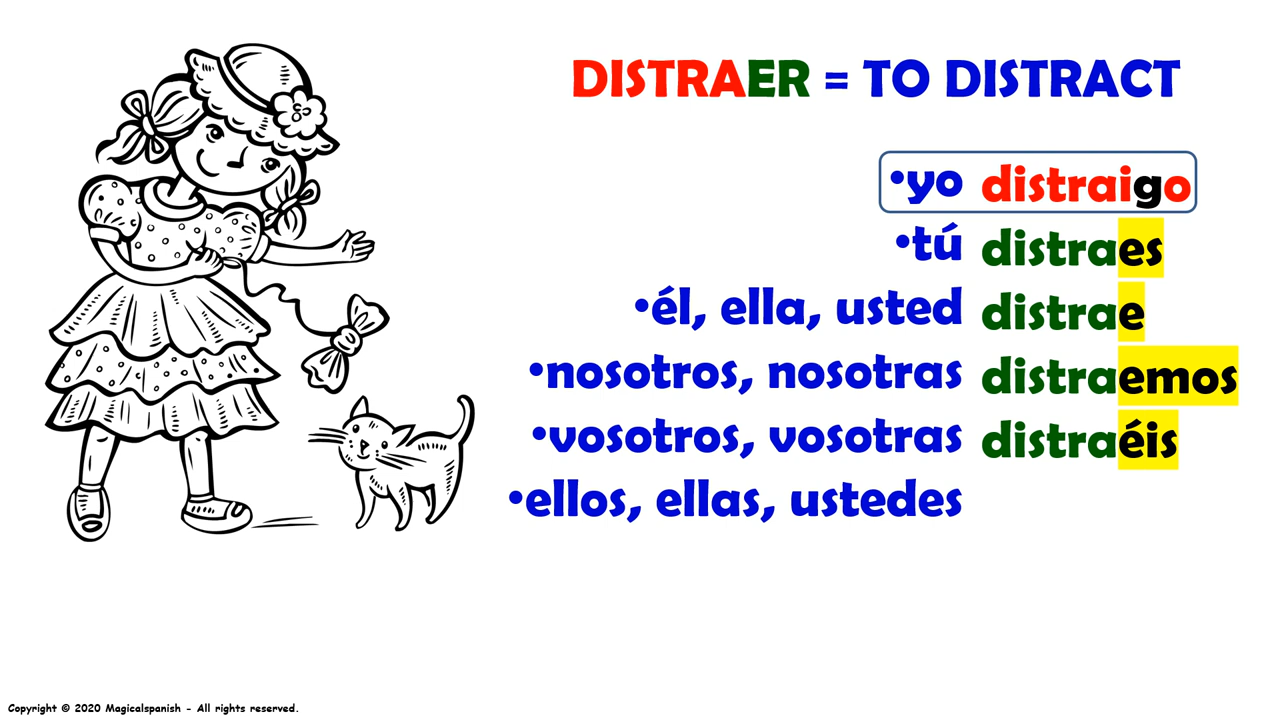 DISTRAER = TO DISTRACT
•yo distraigo
•tú distraes
•él, ella, usted distrae
•nosotros, nosotras distraemos
•vosotros, vosotras distraéis
•ellos, ellas, ustedes
Copyright © 2020 Magicalspanish - All rights reserved.